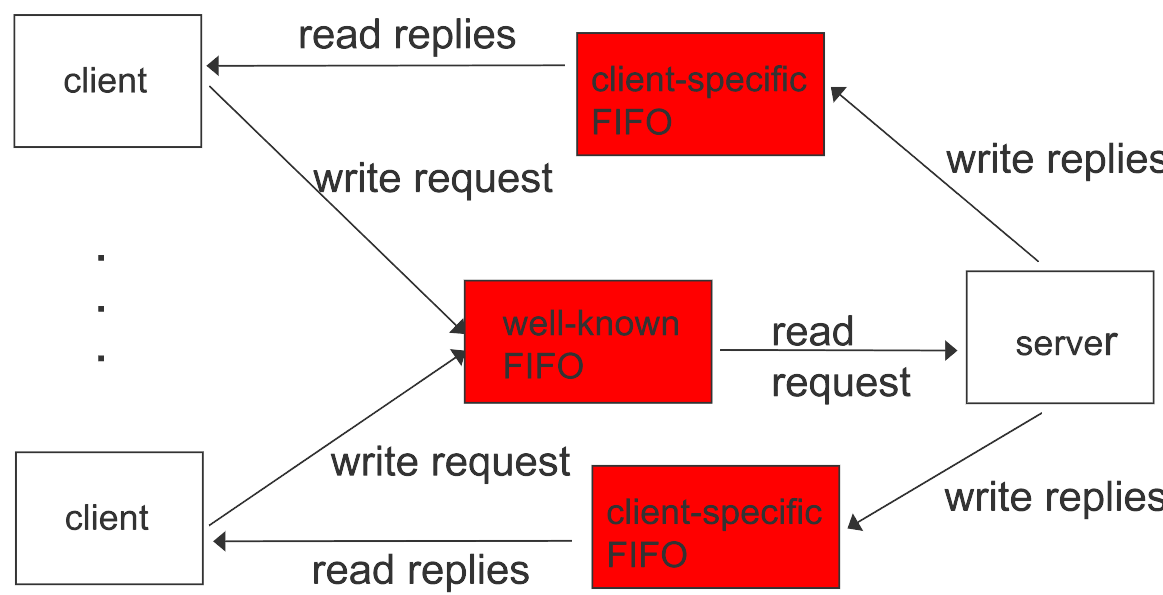 read replies
client
client-specific
FIFO
write replies
write request
well-known
FIFO
read
request
server
write request
client-specific
FIFO
write replies
client
read replies